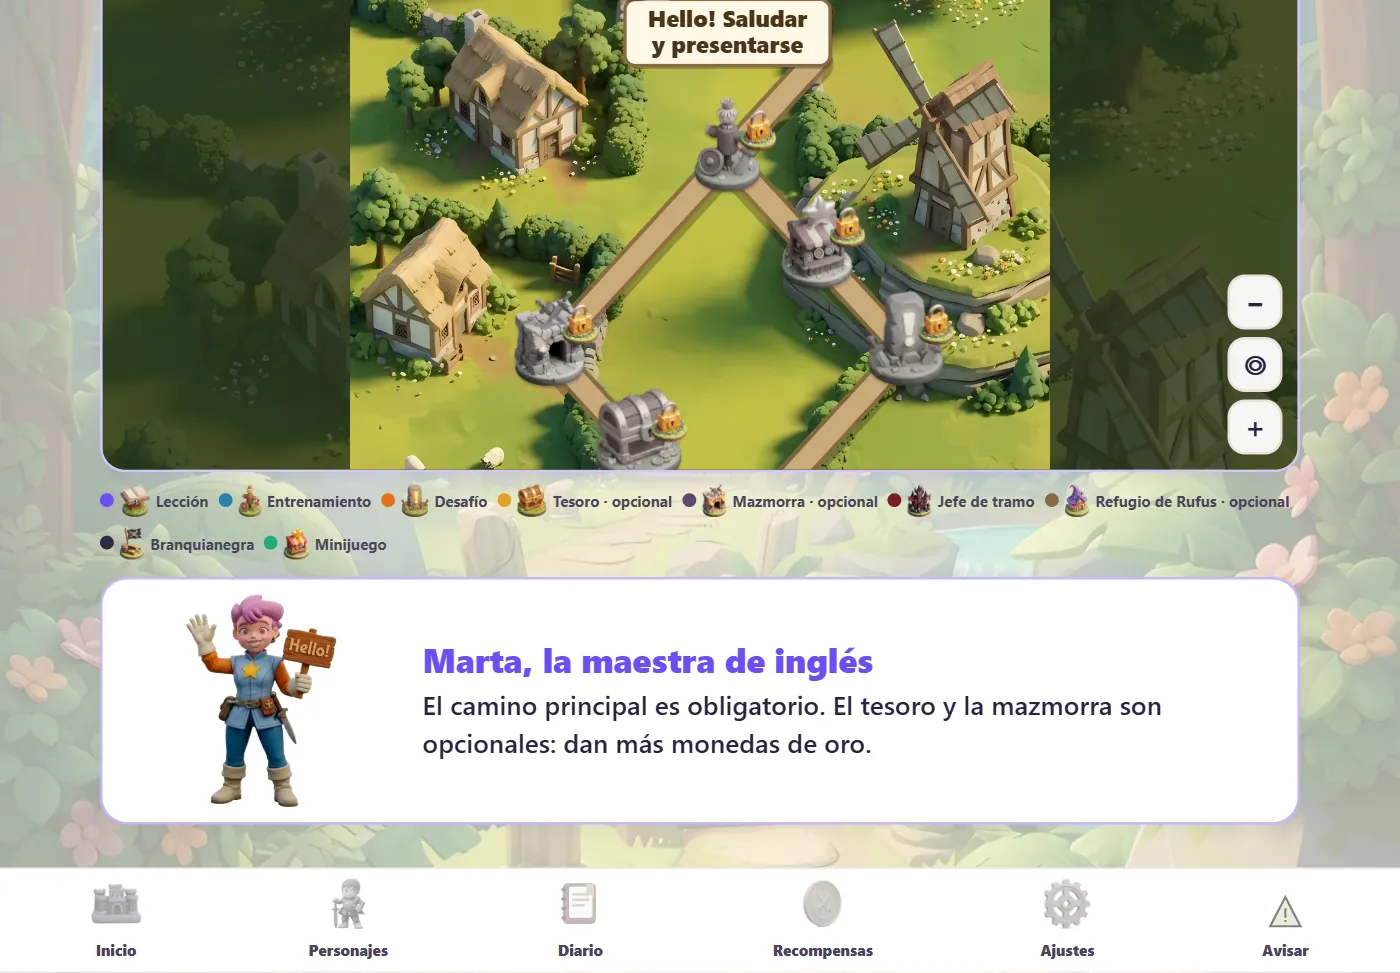 Hello! Saludar
y presentarse
−
+
Lección
Entrenamiento
Desafío
Tesoro · opcional
Mazmorra · opcional
Jefe de tramo
Refugio de Rufus · opcional
Branquianegra
Minijuego
Hello!
Marta, la maestra de inglés
El camino principal es obligatorio. El tesoro y la mazmorra son
opcionales: dan más monedas de oro.
Inicio
Personajes
Diario
Recompensas
Ajustes
Avisar